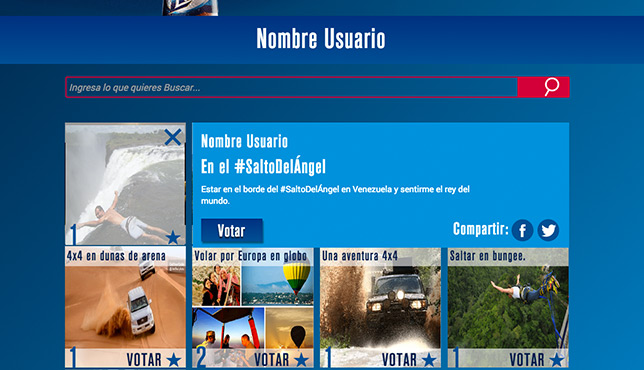 Nombre Usuario
Ingresa lo que quieres Buscar...
Nombre Usuario
En el #SaltoDelÁngel
Estar en el borde del #SaltoDelÁngel en Venezuela y sentirme el rey del
mundo.
1
Votar
Compartir:
4x4 en dunas de arena
Volar por Europa en globo
Una aventura 4x4
Saltar en bungee.
1 VOTAR
2 VOTAR
1 VOTAR
1 VOTAR